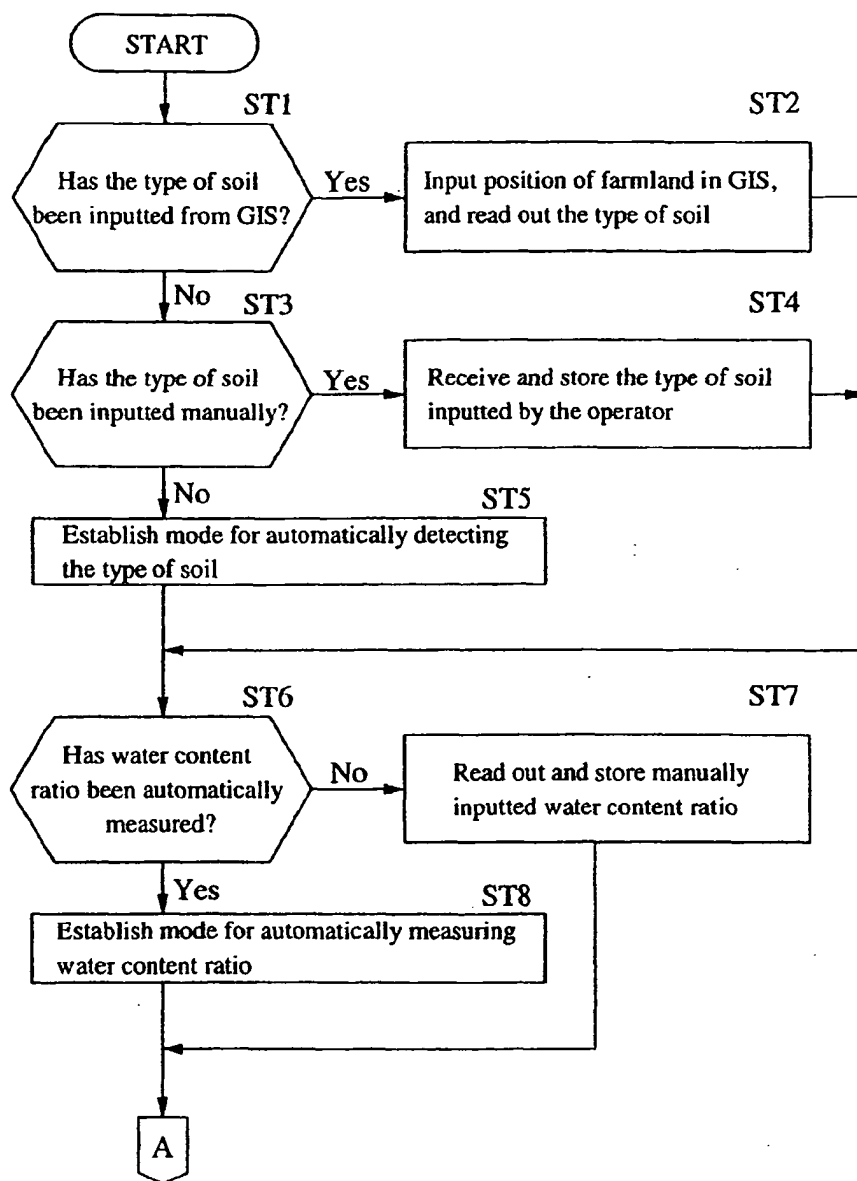 START
ST1
Has the type of soil
been inputted from GIS?
Yes
ST2
Input position of farmland in GIS,
and read out the type of soil
No
ST3
Has the type of soil
been inputted manually?
Yes
ST4
Receive and store the type of soil
inputted by the operator
No
ST5
Establish mode for automatically detecting
the type of soil
ST6
Has water content
ratio been automatically
measured?
No
ST7
Read out and store manually
inputted water content ratio
Yes
ST8
Establish mode for automatically measuring
water content ratio
A